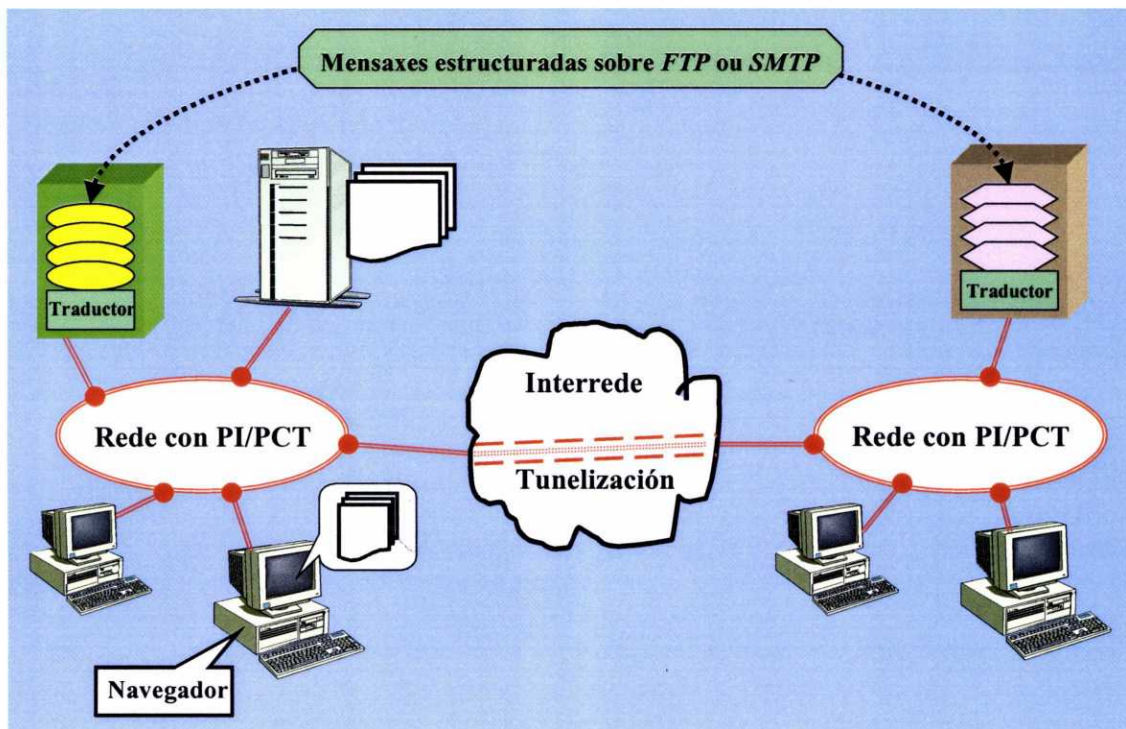 Mensaxes estructuradas sobre FTP ou SMTP
Traductor
Traductor
Interrede
Rede con PI/PCT
Rede con PI/PCT
Tunelización
Navegador